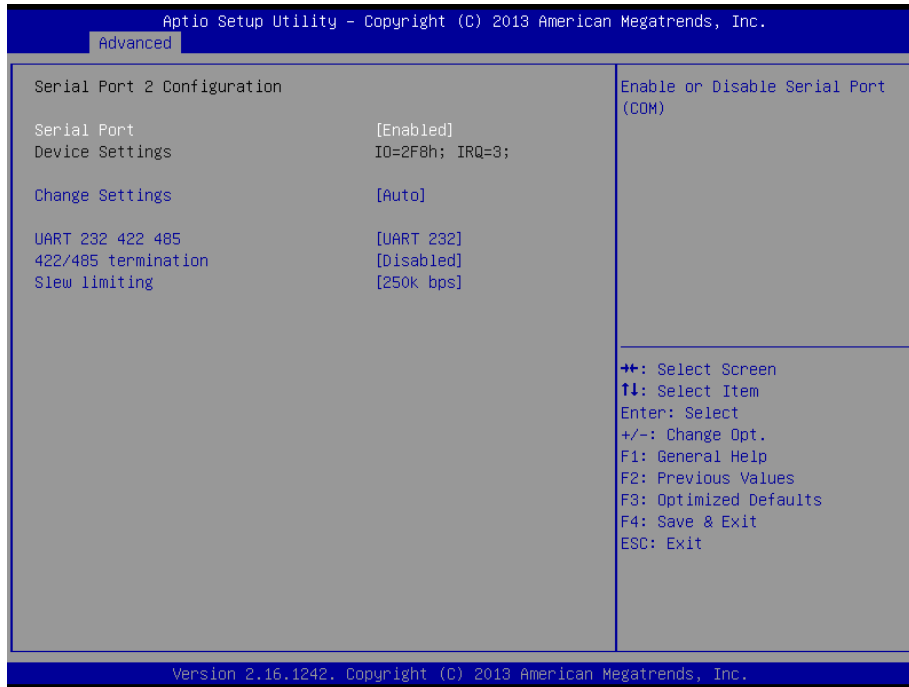 Aptio Setup Utility – Copyright (C) 2013 American Megatrends, Inc.
Advanced
Serial Port 2 Configuration
Serial Port [Enabled]
Device Settings IO=2F8h; IRQ=3;
Change Settings [Auto]
UART 232 422 485 [UART 232]
422/485 termination [Disabled]
Slew limiting [250k bps]
Enable or Disable Serial Port
(COM)
→←: Select Screen
↑↓: Select Item
Enter: Select
+/-: Change Opt.
F1: General Help
F2: Previous Values
F3: Optimized Defaults
F4: Save & Exit
ESC: Exit
Version 2.16.1242. Copyright (C) 2013 American Megatrends, Inc.